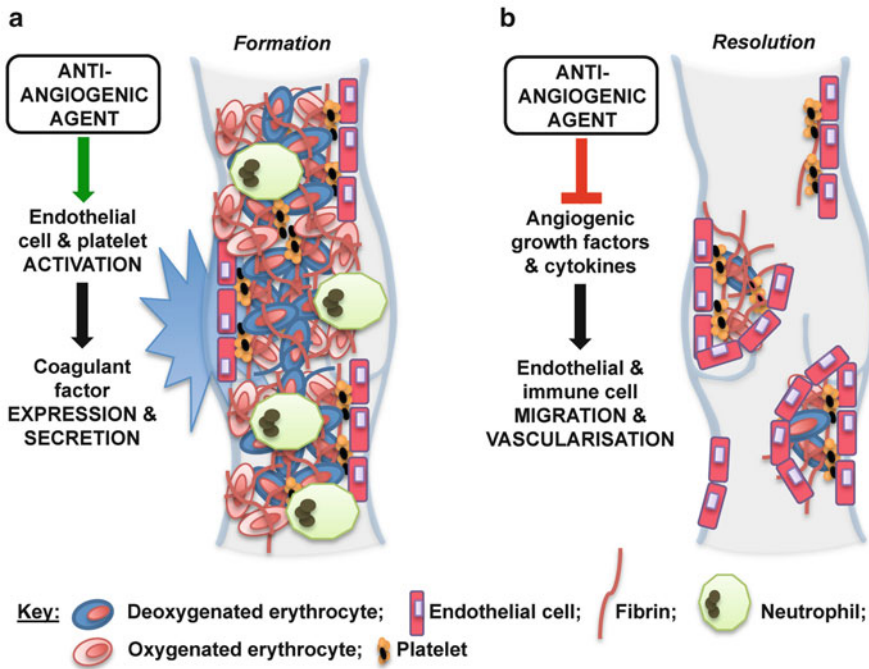 a
Formation
ANTI-
ANGIOGENIC
AGENT
Endothelial
cell & platelet
ACTIVATION
Coagulant
factor
EXPRESSION &
SECRETION
b
Resolution
ANTI-
ANGIOGENIC
AGENT
Angiogenic
growth factors
& cytokines
Endothelial &
immune cell
MIGRATION &
VASCULARISATION
Key: Deoxygenated erythrocyte; Endothelial cell; Fibrin; Neutrophil;
Oxygenated erythrocyte; Platelet